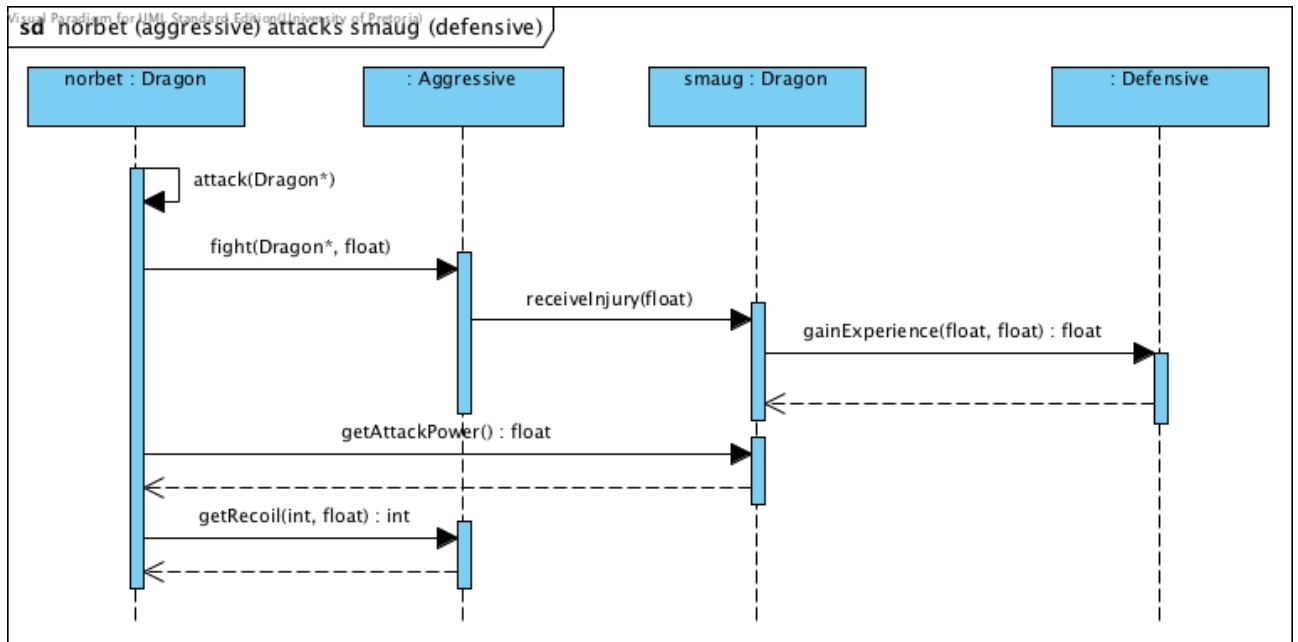 Visual Paradigm for UML Standard Edition(University of Pretoria)
sd norbet (aggressive) attacks smaug (defensive)
norbet : Dragon
: Aggressive
smaug : Dragon
: Defensive
attack(Dragon*)
fight(Dragon*, float)
receiveInjury(float)
gainExperience(float, float) : float
getAttackPower() : float
getRecoil(int, float) : int